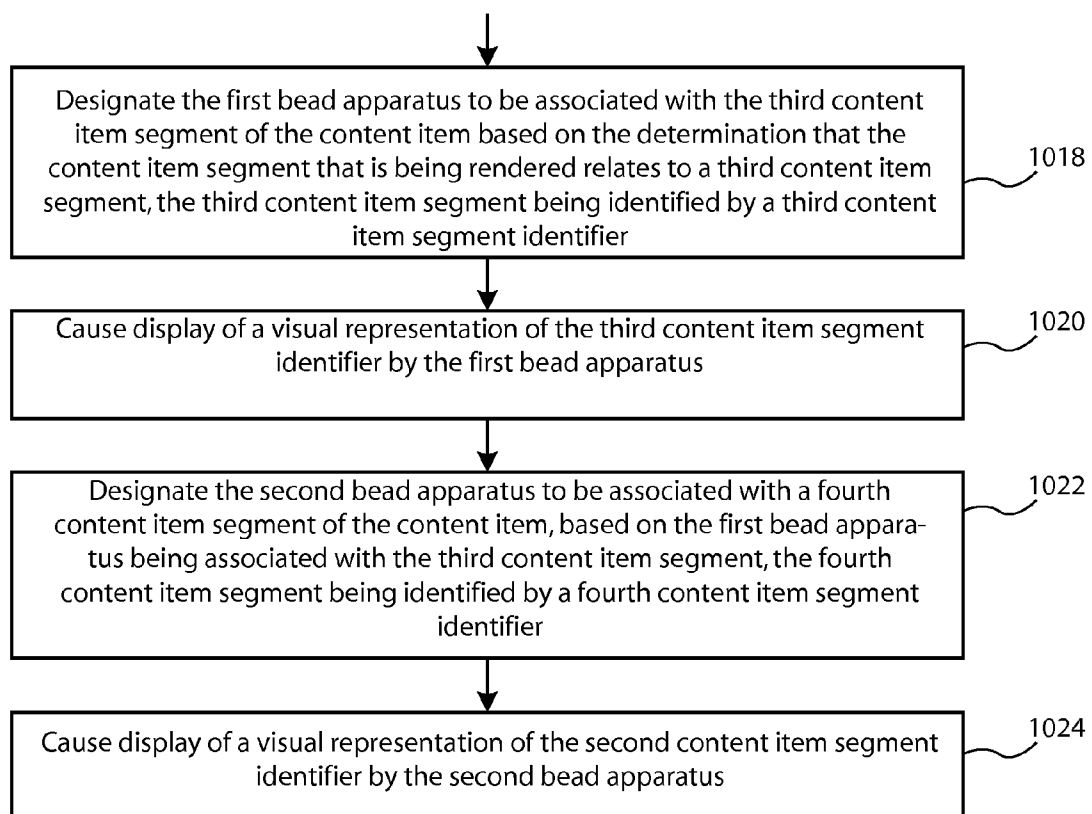 Designate the first bead apparatus to be associated with the third content
item segment of the content item based on the determination that the
content item segment that is being rendered relates to a third content item
segment, the third content item segment being identified by a third content
item segment identifier
1018
Cause display of a visual representation of the third content item segment
identifier by the first bead apparatus
1020
Designate the second bead apparatus to be associated with a fourth
content item segment of the content item, based on the first bead appara-
tus being associated with the third content item segment, the fourth
content item segment being identified by a fourth content item segment
identifier
1022
Cause display of a visual representation of the second content item segment
identifier by the second bead apparatus
1024